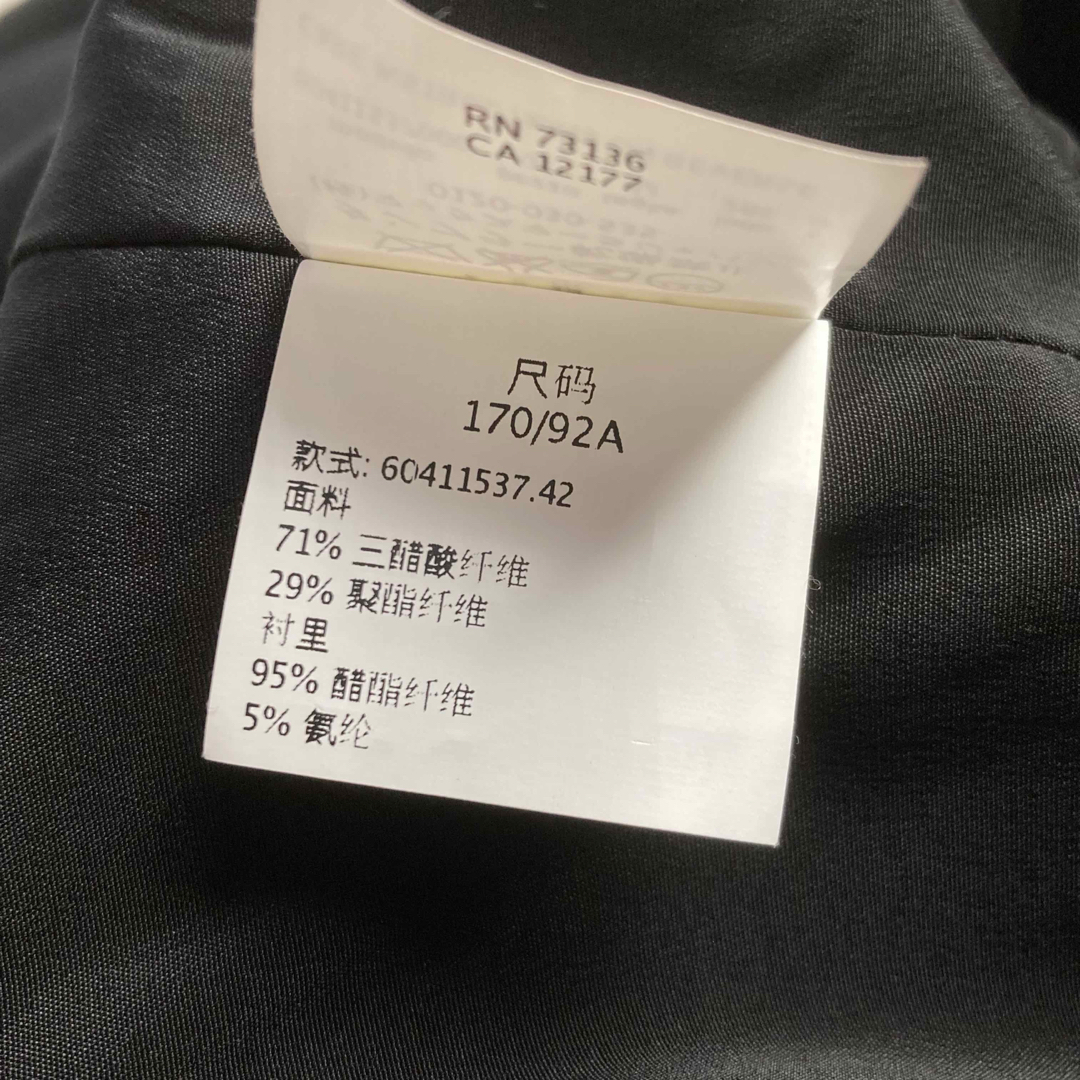 RN 73136
CA 12177
尺码
170/92A
款式: 60411537.42
面料
71% 三醋酸纤维
29% 聚酯纤维
衬里
95% 醋酯纤维
5% 氨纶